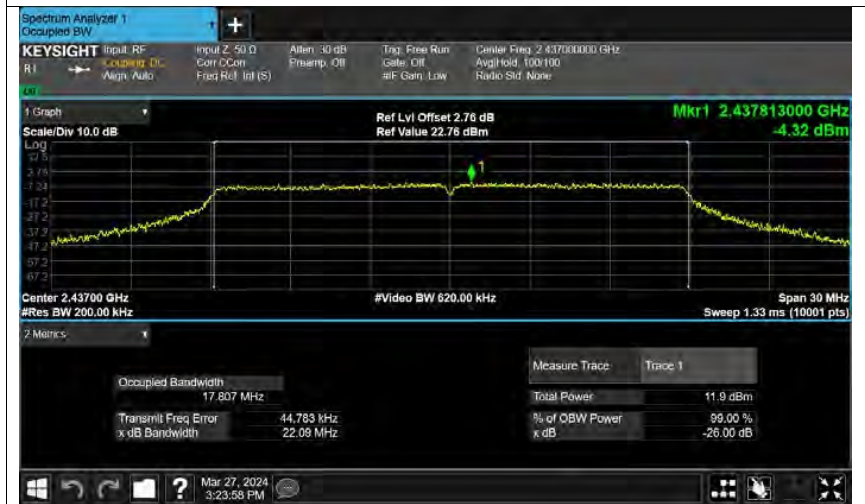 Spectrum Analyzer 1
Occupied BW
+
KEYSIGHT Input: RF Input Z: 50 Ω Atten: 30 dB Trig: Free Run Center Freq: 2.437000000 GHz
Coupling: DC Corr CCorr Preamp: Off Gate: Off Avg|Hold: 100/100
Align: Auto Freq Ref: Int (S) #IF Gain: Low Radio Std: None
1 Graph
Ref Lvl Offset 2.76 dB Mkr1 2.437813000 GHz
Scale/Div 10.0 dB Ref Value 22.76 dBm -4.32 dBm
Log
2.76
-7.24
-17.2
-27.2
-37.2
-47.2
-57.2
-67.2
1
Center 2.43700 GHz #Video BW 620.00 kHz Span 30 MHz
#Res BW 200.00 kHz Sweep 1.33 ms (10001 pts)
2 Metrics
Measure Trace Trace 1
Occupied Bandwidth
17.807 MHz Total Power 11.9 dBm
Transmit Freq Error 44.783 kHz % of OBW Power 99.00 %
x dB Bandwidth 22.09 MHz x dB -26.00 dB
? Mar 27, 2024
3:23:58 PM